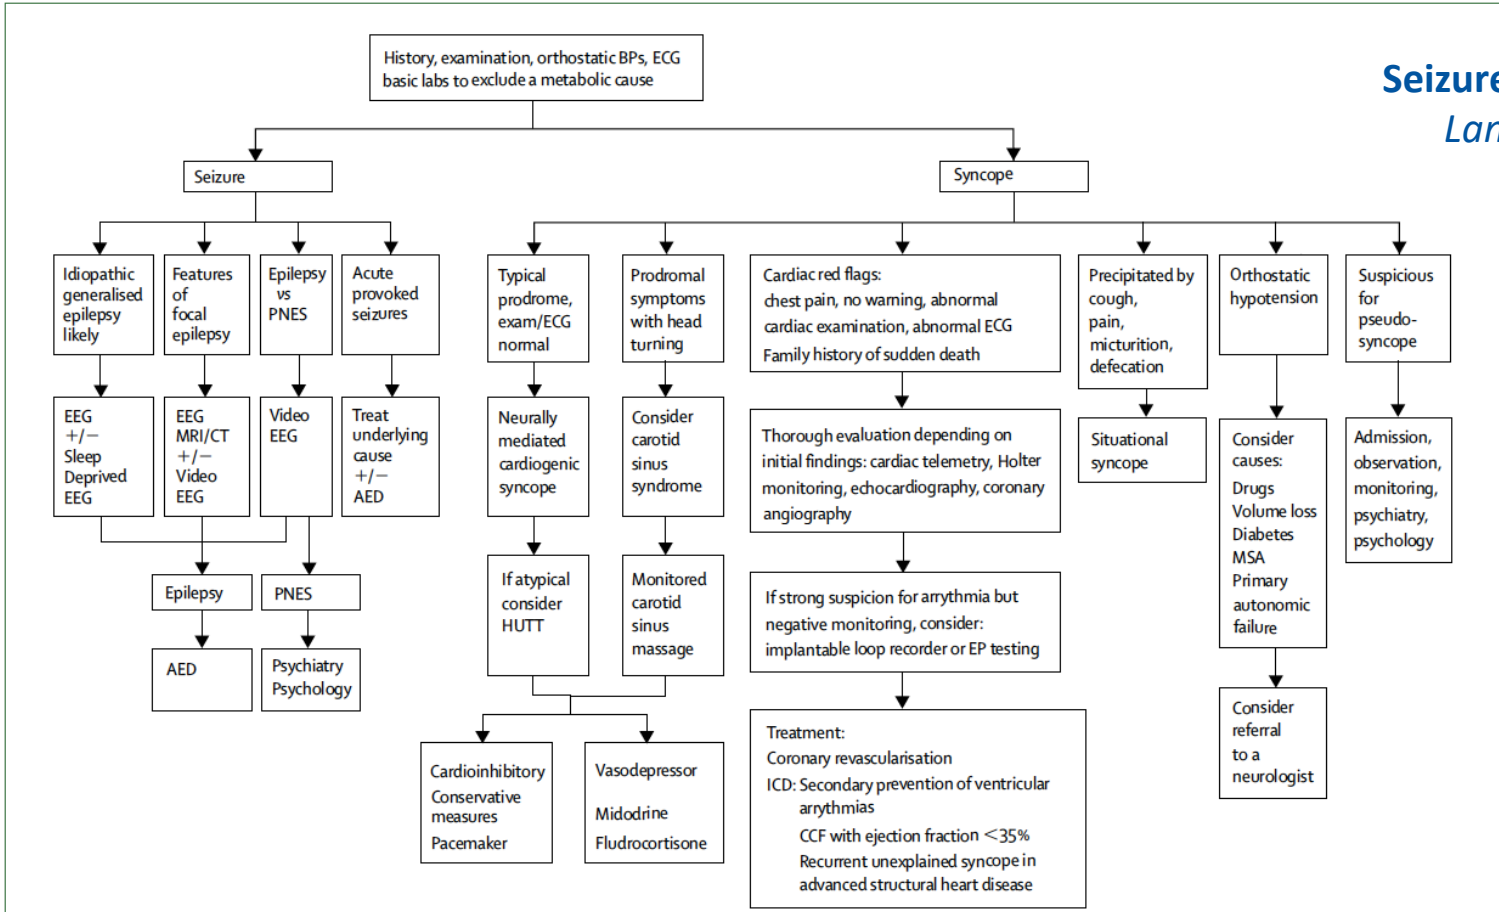 History, examination, orthostatic BPs, ECG
basic labs to exclude a metabolic cause
Seizure
Lan
Seizure
Syncope
Idiopathic
generalised
epilepsy
likely
Features
of
focal
epilepsy
Epilepsy
vs
PNES
Acute
provoked
seizures
Typical
prodrome,
exam/ECG
normal
Prodromal
symptoms
with head
turning
Cardiac red flags:
chest pain, no warning, abnormal
cardiac examination, abnormal ECG
Family history of sudden death
Precipitated by
cough,
pain,
micturition,
defecation
Orthostatic
hypotension
Suspicious
for
pseudo-
syncope
EEG
+/−
Sleep
Deprived
EEG
EEG
MRI/CT
+/−
Video
EEG
Video
EEG
Treat
underlying
cause
+/−
AED
Neurally
mediated
cardiogenic
syncope
Consider
carotid
sinus
syndrome
Thorough evaluation depending on
initial findings: cardiac telemetry, Holter
monitoring, echocardiography, coronary
angiography
Situational
syncope
Consider
causes:
Drugs
Volume loss
Diabetes
MSA
Primary
autonomic
failure
Admission,
observation,
monitoring,
psychiatry,
psychology
Epilepsy
PNES
If atypical
consider
HUTT
Monitored
carotid
sinus
massage
If strong suspicion for arrythmia but
negative monitoring, consider:
implantable loop recorder or EP testing
AED
Psychiatry
Psychology
Consider
referral
to a
neurologist
Cardioinhibitory
Conservative
measures
Pacemaker
Vasodepressor
Midodrine
Fludrocortisone
Treatment:
Coronary revascularisation
ICD: Secondary prevention of ventricular
arrythmias
CCF with ejection fraction <35%
Recurrent unexplained syncope in
advanced structural heart disease